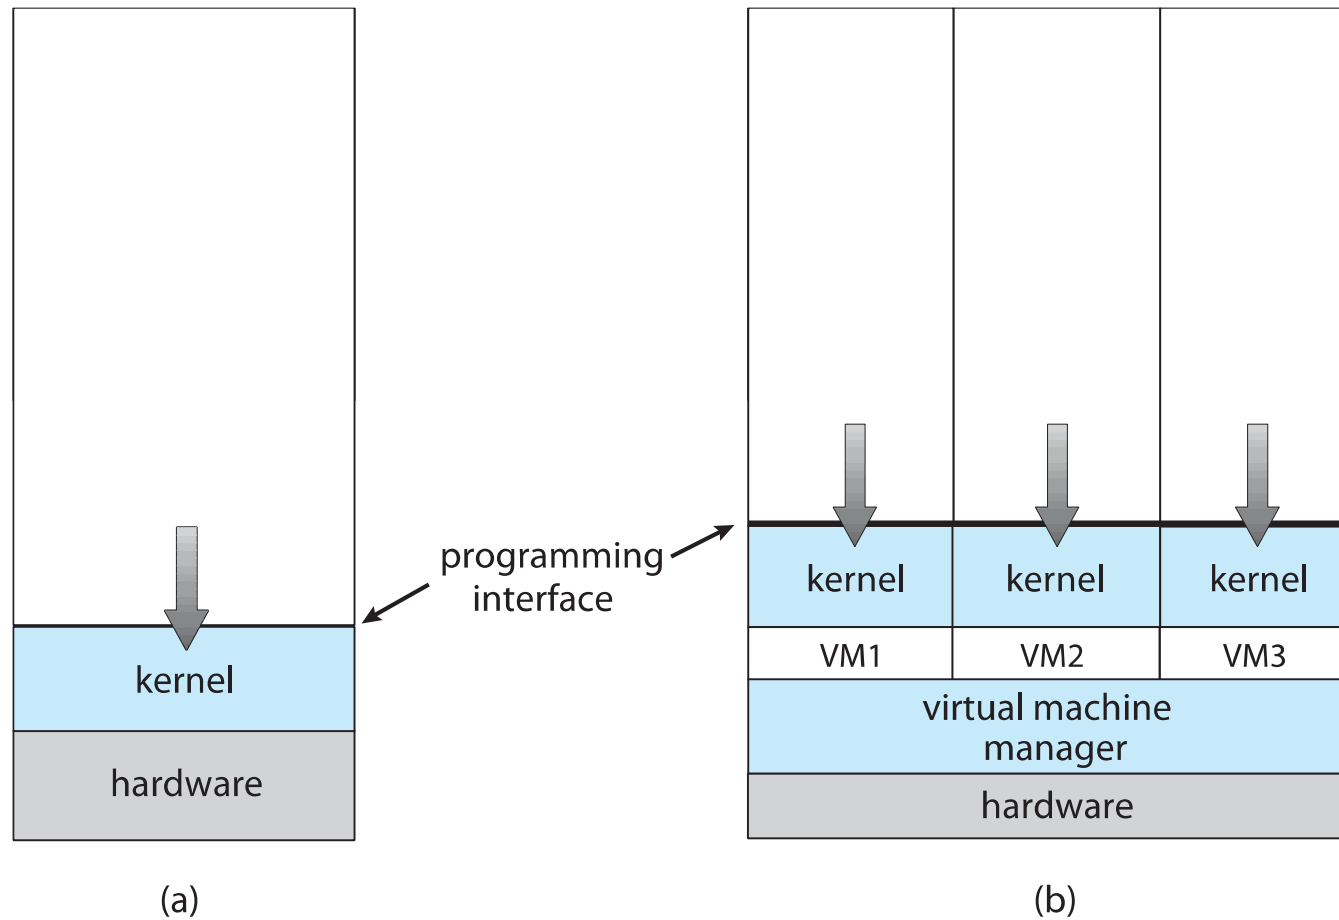 programming
interface
kernel
hardware
(a)
kernel
kernel
kernel
VM1
VM2
VM3
virtual machine
manager
hardware
(b)